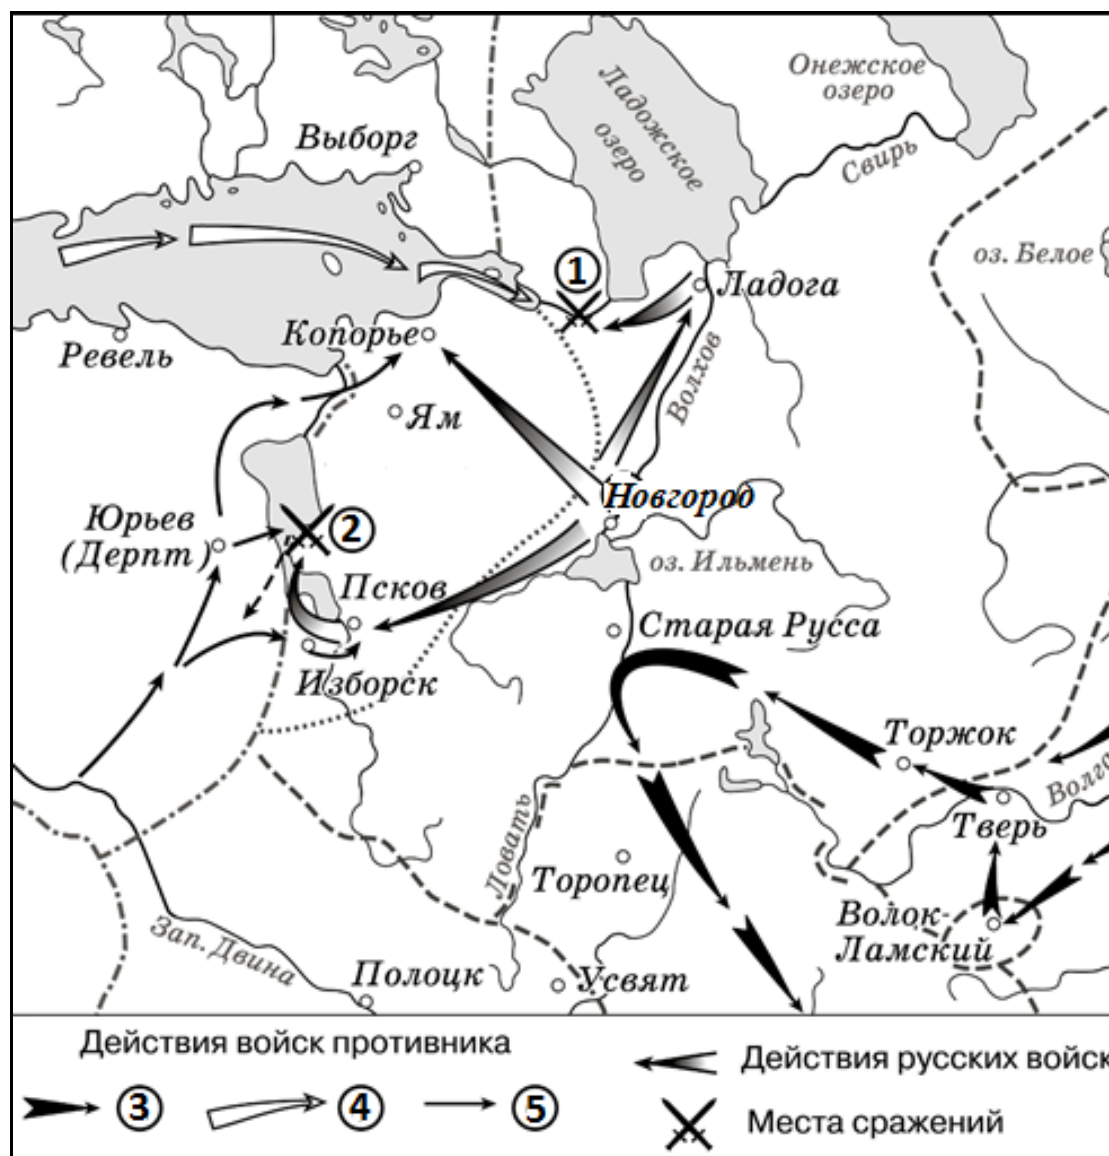 Онежское
озеро
Ладожское
озеро
Выборг
Свирь
оз. Белое
1
Ладога
Копорье
Ревель
Волхов
Ям
Новгород
Юрьев
(Дерпт)
2
оз. Ильмень
Псков
Старая Русса
Изборск
Торжок
Волга
Тверь
Ловать
Торопец
Волок-
Ламский
Зап. Двина
Полоцк
Усвят
Действия войск противника
3
4
5
Действия русских войск
Места сражений